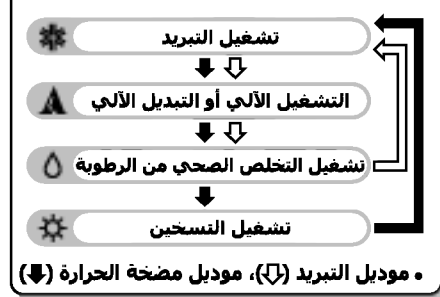 تشغيل التبريد
التشغيل الآلي أو التبديل الآلي
تشغيل التخلص الصحي من الرطوبة
تشغيل التسخين
• موديل التبريد (⇩)، موديل مضخة الحرارة (⬇)